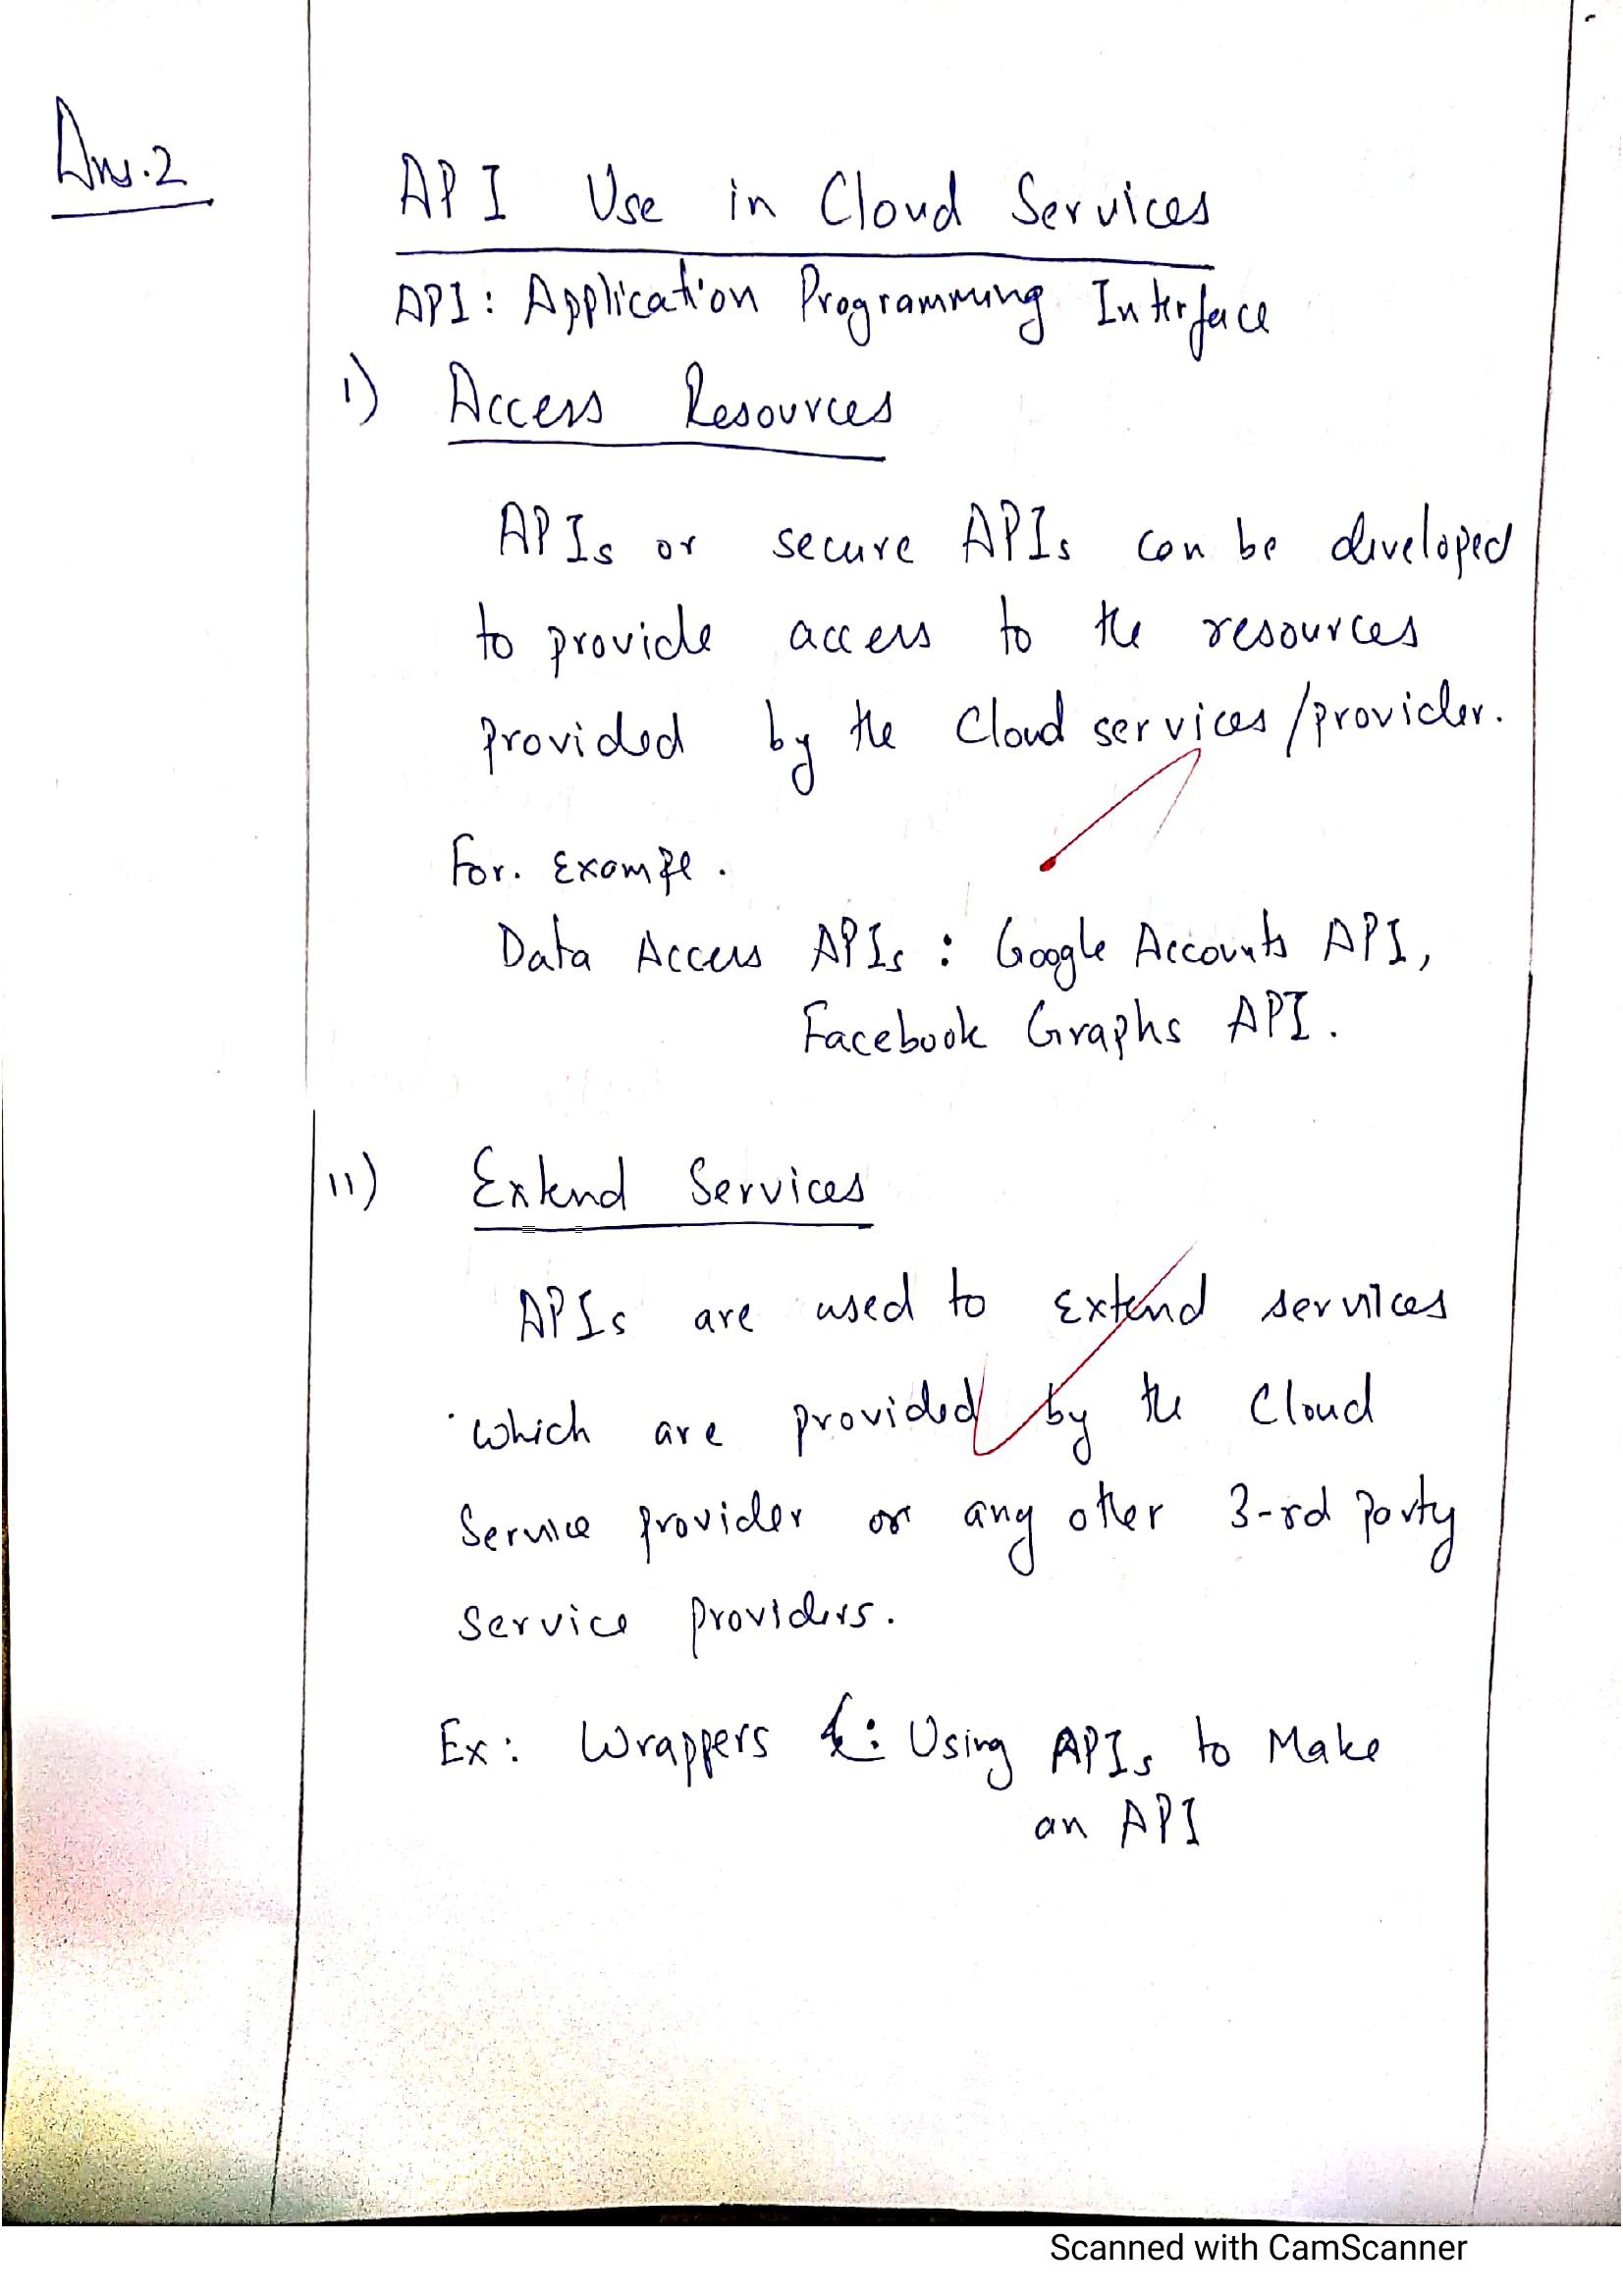 Ans.2
API Use in Cloud Services
API: Application Programming Interface
i) Access Resources
APIs or secure APIs can be developed
to provide access to the resources
provided by the Cloud services/provider.
For. Exampe.
Data Access APIs: Google Accounts API,
Facebook Graphs API.
ii) Extend Services
APIs are used to Extend services
which are provided by the Cloud
Service provider or any other 3-rd party
Service Providers.
Ex: Wrappers : Using APIs to Make
an API
Scanned with CamScanner